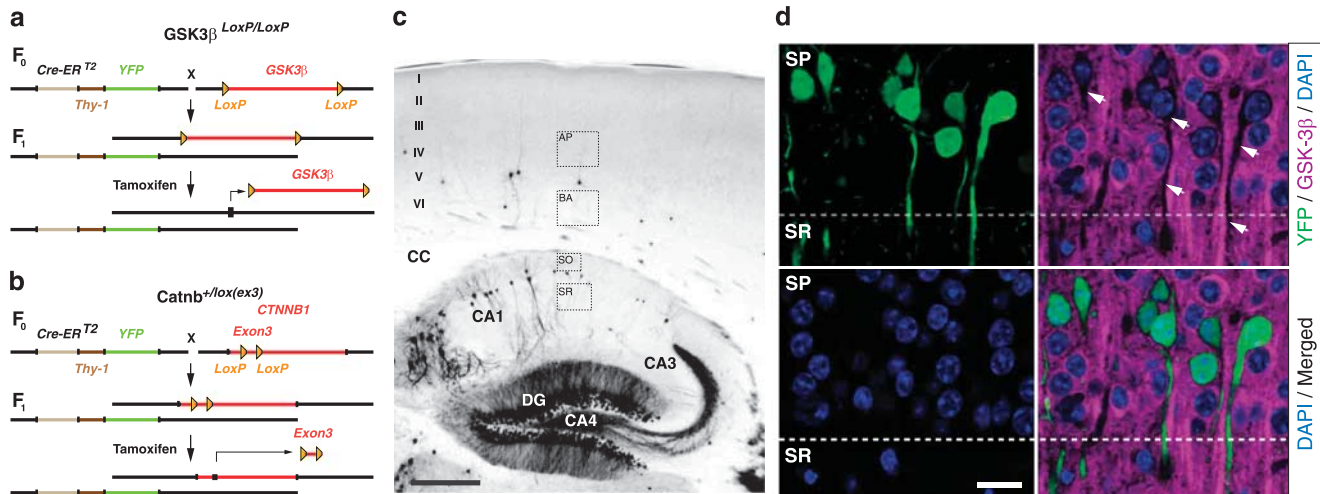 a
GSK3β LoxP/LoxP
F0
Cre-ER T2 YFP X GSK3β
Thy-1 LoxP LoxP
F1
Tamoxifen GSK3β
b
Catnb+/lox(ex3)
CTNNB1
F0
Cre-ER T2 YFP X Exon3
Thy-1 LoxP LoxP
F1
Tamoxifen Exon3
c
I
II
III
AP
IV
V
BA
VI
CC
SO
SR
CA1
CA3
DG
CA4
d
SP
SR
YFP / GSK-3β / DAPI
SP
SR
DAPI / Merged